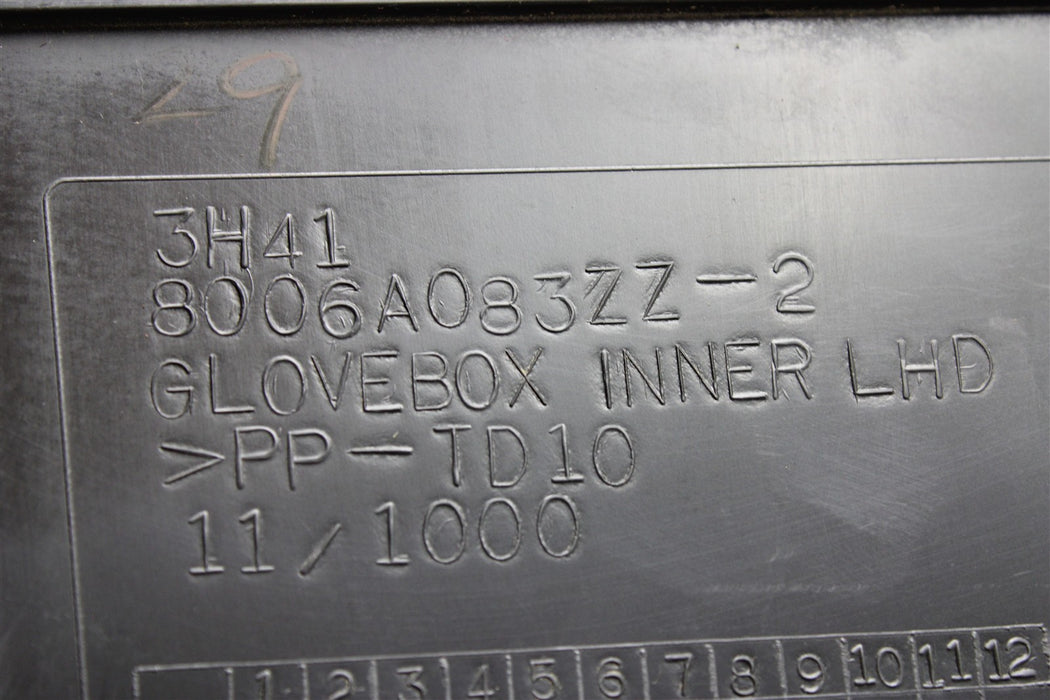 29
3H41
8006A083ZZ-2
GLOVEBOX INNER LHD
>PP-TD10
11/1000
1 2 3 4 5 6 7 8 9 10 11 12